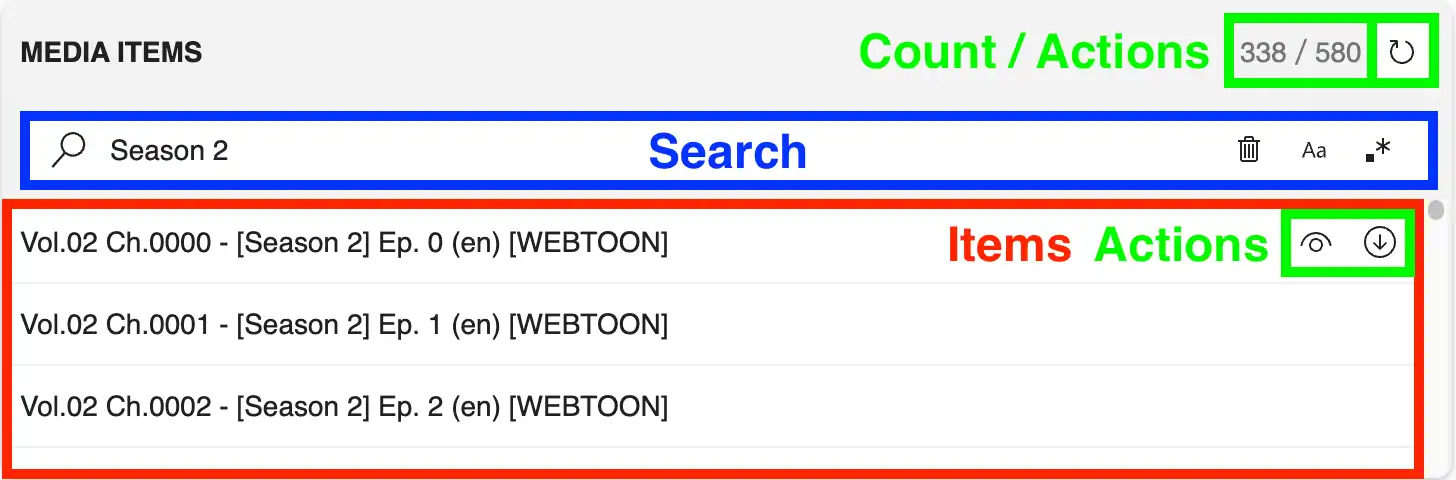 MEDIA ITEMS Count / Actions 338 / 580
Season 2 Search Aa .*
Vol.02 Ch.0000 - [Season 2] Ep. 0 (en) [WEBTOON] Items Actions
Vol.02 Ch.0001 - [Season 2] Ep. 1 (en) [WEBTOON]
Vol.02 Ch.0002 - [Season 2] Ep. 2 (en) [WEBTOON]